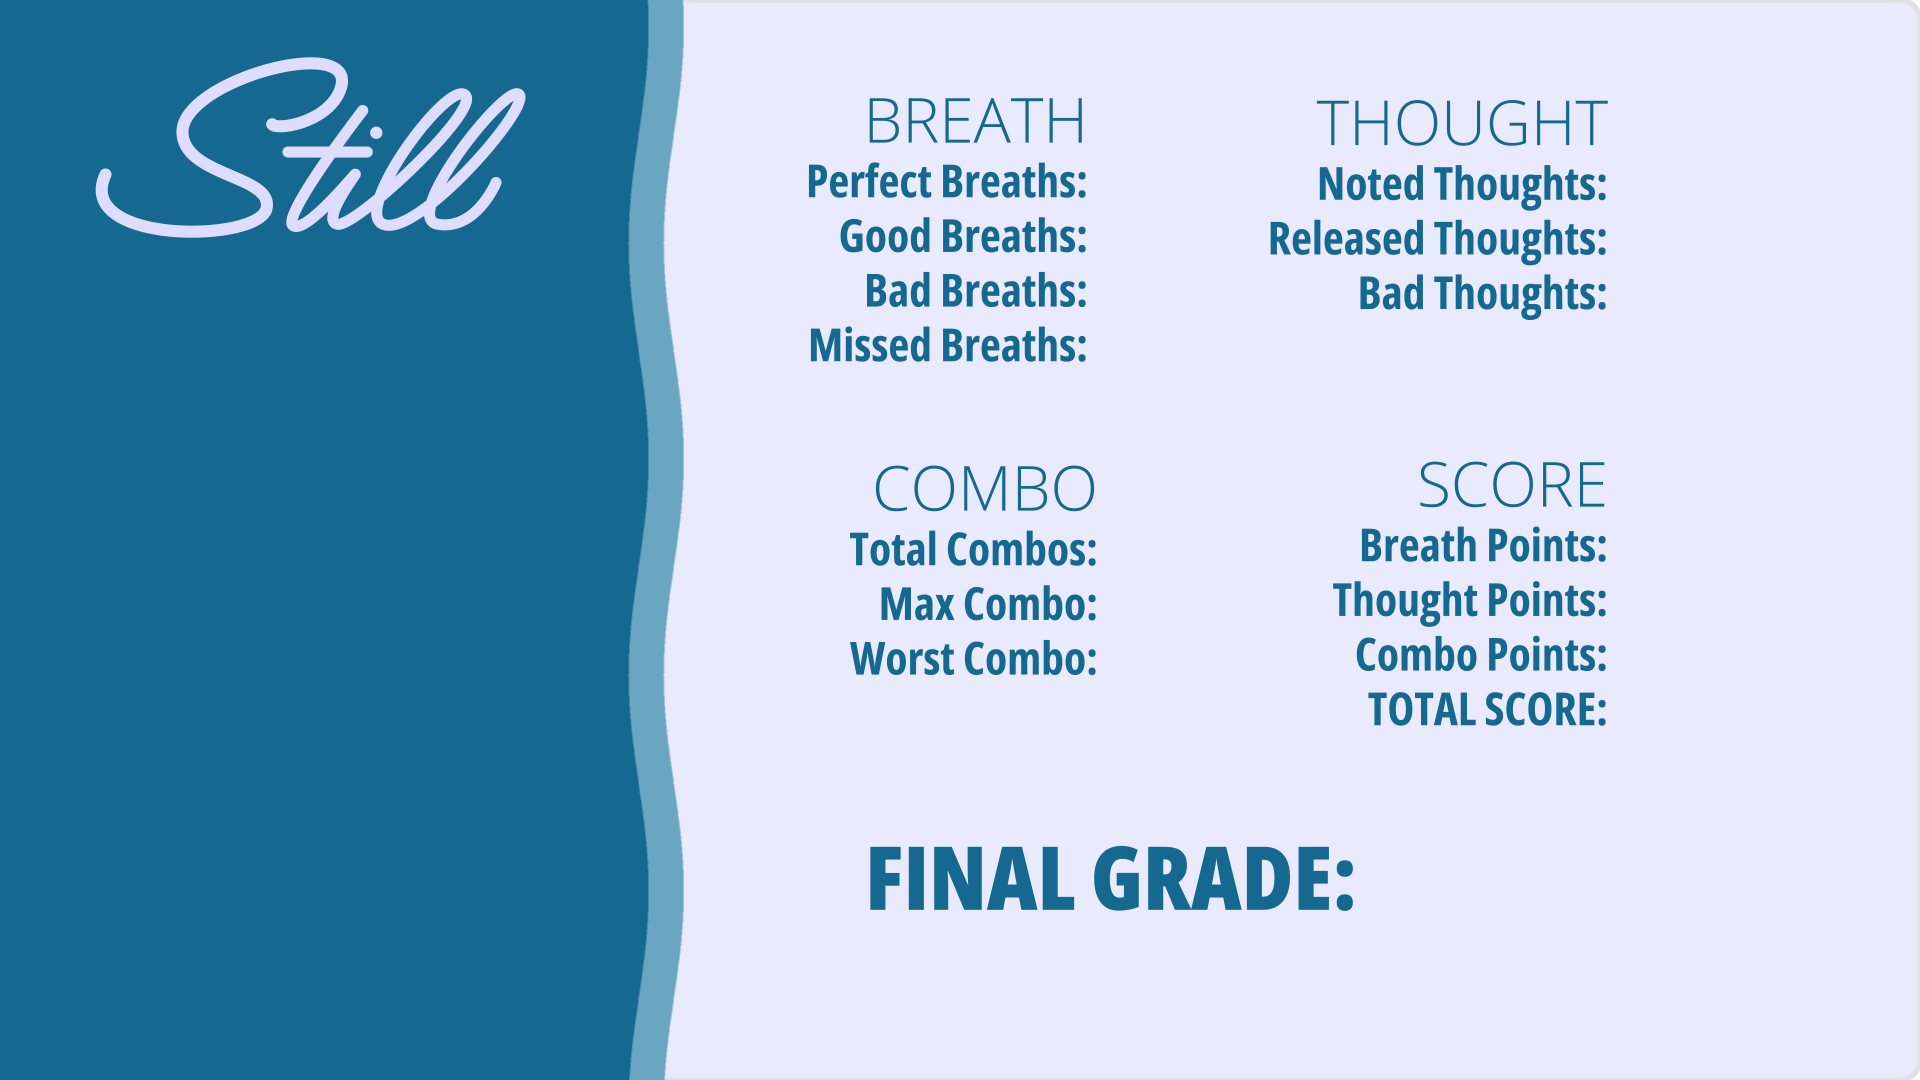 Still
BREATH
Perfect Breaths:
Good Breaths:
Bad Breaths:
Missed Breaths:
THOUGHT
Noted Thoughts:
Released Thoughts:
Bad Thoughts:
COMBO
Total Combos:
Max Combo:
Worst Combo:
SCORE
Breath Points:
Thought Points:
Combo Points:
TOTAL SCORE:
FINAL GRADE: